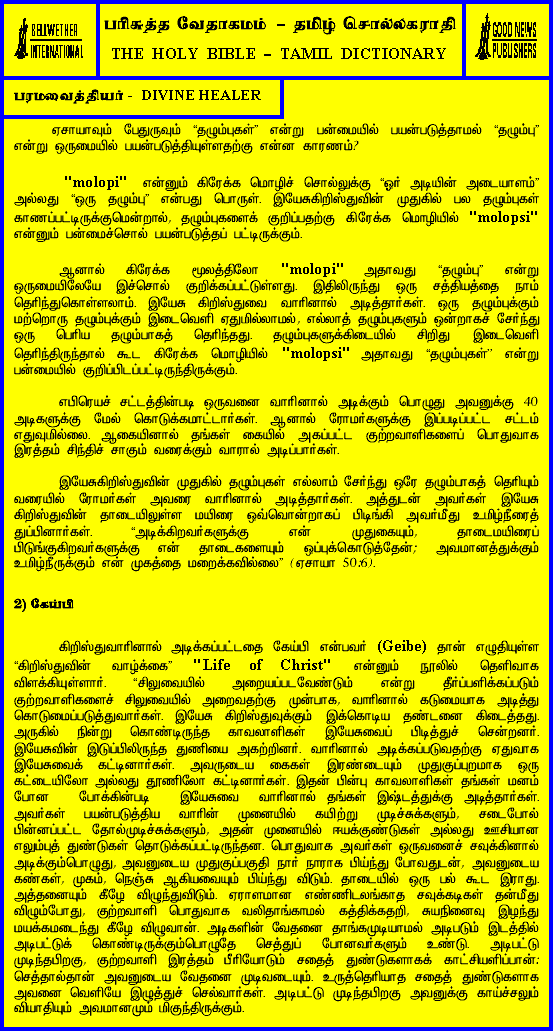 BELLWETHER
INTERNATIONAL
பரிசுத்த வேதாகமம் – தமிழ் சொல்லகராதி
THE HOLY BIBLE – TAMIL DICTIONARY
GOOD NEWS
PUBLISHERS
பரமவைத்தியர் - DIVINE HEALER
ஏசாயாவும் பேதுருவும் “தழும்புகள்” என்று பன்மையில் பயன்படுத்தாமல் “தழும்பு”
என்று ஒருமையில் பயன்படுத்தியுள்ளதற்கு என்ன காரணம்?
"molopi" என்னும் கிரேக்க மொழிச் சொல்லுக்கு “ஓர் அடியின் அடையாளம்”
அல்லது “ஒரு தழும்பு” என்பது பொருள். இயேசுகிறிஸ்துவின் முதுகில் பல தழும்புகள்
காணப்பட்டிருக்குமென்றால், தழும்புகளைக் குறிப்பதற்கு கிரேக்க மொழியில் "molopsi"
என்னும் பன்மைச்சொல் பயன்படுத்தப் பட்டிருக்கும்.
ஆனால் கிரேக்க மூலத்திலோ "molopi" அதாவது “தழும்பு” என்று
ஒருமையிலேயே இச்சொல் குறிக்கப்பட்டுள்ளது. இதிலிருந்து ஒரு சத்தியத்தை நாம்
தெரிந்துகொள்ளலாம். இயேசு கிறிஸ்துவை வாரினால் அடித்தார்கள். ஒரு தழும்புக்கும்
மற்றொரு தழும்புக்கும் இடைவெளி ஏதுமில்லாமல், எல்லாத் தழும்புகளும் ஒன்றாகச் சேர்ந்து
ஒரு பெரிய தழும்பாகத் தெரிந்தது. தழும்புகளுக்கிடையில் சிறிது இடைவெளி
தெரிந்திருந்தால் கூட கிரேக்க மொழியில் "molopsi" அதாவது “தழும்புகள்” என்று
பன்மையில் குறிப்பிடப்பட்டிருந்திருக்கும்.
எபிரெயச் சட்டத்தின்படி ஒருவனை வாரினால் அடிக்கும் பொழுது அவனுக்கு 40
அடிகளுக்கு மேல் கொடுக்கமாட்டார்கள். ஆனால் ரோமர்களுக்கு இப்படிப்பட்ட சட்டம்
எதுவுமில்லை. ஆகையினால் தங்கள் கையில் அகப்பட்ட குற்றவாளிகளைப் பொதுவாக
இரத்தம் சிந்திச் சாகும் வரைக்கும் வாரால் அடிப்பார்கள்.
இயேசுகிறிஸ்துவின் முதுகில் தழும்புகள் எல்லாம் சேர்ந்து ஒரே தழும்பாகத் தெரியும்
வரையில் ரோமர்கள் அவரை வாரினால் அடித்தார்கள். அத்துடன் அவர்கள் இயேசு
கிறிஸ்துவின் தாடையிலுள்ள மயிரை ஒவ்வொன்றாகப் பிடிங்கி அவர்மீது உமிழ்நீரைத்
துப்பினார்கள். “அடிக்கிறவர்களுக்கு என் முதுகையும், தாடைமயிரைப்
பிடுங்குகிறவர்களுக்கு என் தாடைகளையும் ஒப்புக்கொடுத்தேன்; அவமானத்துக்கும்
உமிழ்நீருக்கும் என் முகத்தை மறைக்கவில்லை” (ஏசாயா 50:6).
2) கேய்பி
கிறிஸ்துவாரினால் அடிக்கப்பட்டதை கேய்பி என்பவர் (Geibe) தான் எழுதியுள்ள
“கிறிஸ்துவின் வாழ்க்கை” "Life of Christ" என்னும் நூலில் தெளிவாக
விளக்கியுள்ளார். “சிலுவையில் அறையப்படவேண்டும் என்று தீர்ப்பளிக்கப்படும்
குற்றவாளிகளைச் சிலுவையில் அறைவதற்கு முன்பாக, வாரினால் கடுமையாக அடித்து
கொடுமைப்படுத்துவார்கள். இயேசு கிறிஸ்துவுக்கும் இக்கொடிய தண்டனை கிடைத்தது.
அருகில் நின்று கொண்டிருந்த காவலாளிகள் இயேசுவைப் பிடித்துச் சென்றனர்.
இயேசுவின் இடுப்பிலிருந்த துணியை அகற்றினர். வாரினால் அடிக்கப்படுவதற்கு ஏதுவாக
இயேசுவைக் கட்டினார்கள். அவருடைய கைகள் இரண்டையும் முதுகுப்புறமாக ஒரு
கட்டையிலோ அல்லது தூணிலோ கட்டினார்கள். இதன் பின்பு காவலாளிகள் தங்கள் மனம்
போன போக்கின்படி இயேசுவை வாரினால் தங்கள் இஷ்டத்துக்கு அடித்தார்கள்.
அவர்கள் பயன்படுத்திய வாரின் முனையில் கயிற்று முடிச்சுக்களும், சடைபோல்
பின்னப்பட்ட தோல்முடிச்சுக்களும், அதன் முனையில் ஈயக்குண்டுகள் அல்லது ஊசியான
எலும்புத் துண்டுகள் தொடுக்கப்பட்டிருந்தன. பொதுவாக அவர்கள் ஒருவனைச் சவுக்கினால்
அடிக்கும்பொழுது, அவனுடைய முதுகுப்பகுதி நார் நாராக பிய்ந்து போவதுடன், அவனுடைய
கண்கள், முகம், நெஞ்சு ஆகியவையும் பிய்ந்து விடும். தாடையில் ஒரு பல் கூட இராது.
அத்தனையும் கீழே விழுந்துவிடும். ஏராளமான எண்ணிடலங்காத சவுக்கடிகள் தன்மீது
விழும்போது, குற்றவாளி பொதுவாக வலிதாங்காமல் கத்திக்கதறி, சுயநினைவு இழந்து
மயக்கமடைந்து கீழே விழுவான். அடிகளின் வேதனை தாங்கமுடியாமல் அடிபடும் இடத்தில்
அடிபட்டுக் கொண்டிருக்கும்பொழுதே செத்துப் போனவர்களும் உண்டு. அடிபட்டு
முடிந்தபிறகு, குற்றவாளி இரத்தம் பீரியோடும் சதைத் துண்டுகளாகக் காட்சியளிப்பான்;
செத்தால்தான் அவனுடைய வேதனை முடிவடையும். உருத்தெரியாத சதைத் துண்டுகளாக
அவனை வெளியே இழுத்துச் செல்வார்கள். அடிபட்டு முடிந்தபிறகு அவனுக்கு காய்ச்சலும்
வியாதியும் அவமானமும் மிகுந்திருக்கும்.